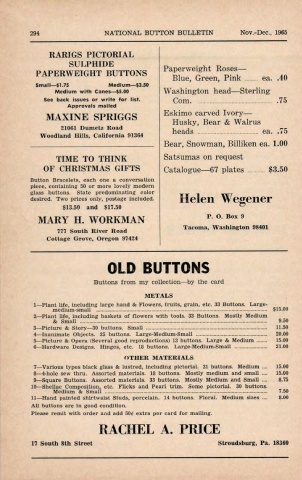 294
NATIONAL BUTTON BULLETIN
Nov.-Dec., 1965
RARIGS PICTORIAL
SULPHIDE
PAPERWEIGHT BUTTONS
Small—$1.75 Medium—$3.50
Medium with Canes—$3.00
See back issues or write for list.
Approvals mailed
MAXINE SPRIGGS
21061 Dumetz Road
Woodland Hills, California 91364
TIME TO THINK
OF CHRISTMAS GIFTS
Button Bracelets, each one a conversation
piece, containing 50 or more lovely modern
glass buttons. State predominating color
desired. Two prices only, postage included.
$12.50 and $17.50
MARY H. WORKMAN
777 South River Road
Cottage Grove, Oregon 97424
Paperweight Roses—
Blue, Green, Pink ea. .40
Washington head—Sterling
Com. .75
Eskimo carved Ivory—
Husky, Bear & Walrus
heads ea. .75
Bear, Snowman, Billiken ea. 1.00
Satsumas on request
Catalogue—67 plates $3.50
Helen Wegener
P. O. Box 9
Tacoma, Washington 98401
OLD BUTTONS
Buttons from my collection—by the card
METALS
1—Plant life, including large hand & Flowers, fruits, grain, etc. 33 Buttons. Large-
medium-small $15.00
2—Plant life, including baskets of flowers with tools. 33 Buttons. Mostly Medium
& Small 9.50
3—Picture & Story—30 buttons. Small 11.50
4—Inanimate Objects. 25 buttons. Large-Medium-Small 20.00
5—Picture & Opera (Several good reproductions) 13 buttons. Large & Medium 15.00
6—Hardware Designs. Hinges, etc. 18 buttons. Large-Medium-Small 21.00
OTHER MATERIALS
7—Various types black glass & lustred, including pictorial. 21 buttons. Medium 15.00
8—4-hole sew thru. Assorted materials. 18 buttons. Mostly medium and small 15.00
9—Square Buttons. Assorted materials. 33 buttons. Mostly Medium and Small 8.75
10—Shellac Composition, etc. Flicks and Pearl trim. Some pictorial. 30 buttons
Medium & Small 7.50
11—Hand painted shirtwaist Studs, porcelain. 14 buttons. Floral. Medium sizes 6.00
All buttons are in good condition.
Please remit with order and add 50¢ extra per card for mailing.
RACHEL A. PRICE
17 South 8th Street
Stroudsburg, Pa. 18360